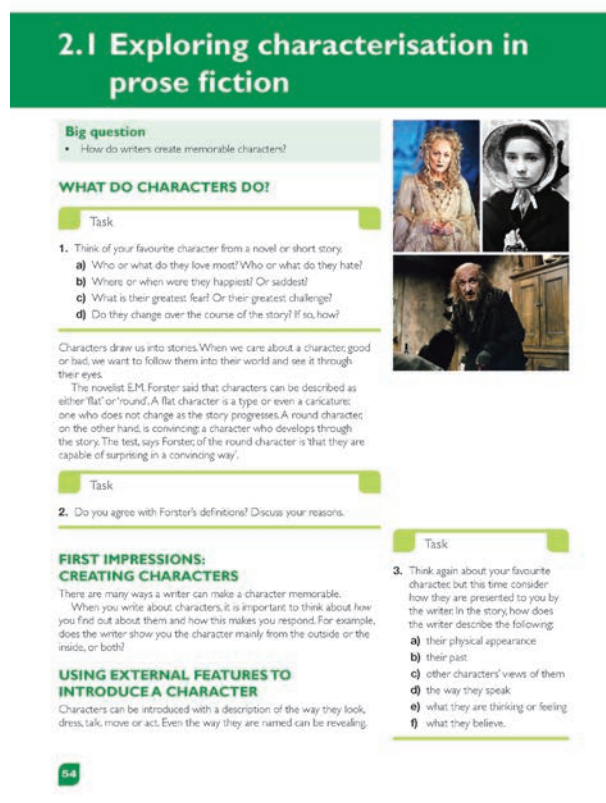 2.1 Exploring characterisation in
prose fiction
Big question
• How do writers create memorable characters?
WHAT DO CHARACTERS DO?
Task
1. Think of your favourite character from a novel or short story.
a) Who or what do they love most? Who or what do they hate?
b) Where or when were they happiest? Or saddest?
c) What is their greatest fear? Or their greatest challenge?
d) Do they change over the course of the story? If so, how?
Characters draw us into stories. When we care about a character, good
or bad, we want to follow them into their world and see it through
their eyes.
The novelist E.M. Forster said that characters can be described as
either 'flat' or 'round'. A flat character is a type or even a caricature:
one who does not change as the story progresses. A round character,
on the other hand, is convincing: a character who develops through
the story. The test, says Forster, of the round character is 'that they are
capable of surprising in a convincing way'.
Task
2. Do you agree with Forster's definitions? Discuss your reasons.
FIRST IMPRESSIONS:
CREATING CHARACTERS
There are many ways a writer can make a character memorable.
When you write about characters, it is important to think about how
you find out about them and how this makes you respond. For example,
does the writer show you the character mainly from the outside or the
inside, or both?
USING EXTERNAL FEATURES TO
INTRODUCE A CHARACTER
Characters can be introduced with a description of the way they look,
dress, talk, move or act. Even the way they are named can be revealing.
Task
3. Think again about your favourite
character, but this time consider
how they are presented to you by
the writer. In the story, how does
the writer describe the following:
a) their physical appearance
b) their past
c) other characters' views of them
d) the way they speak
e) what they are thinking or feeling
f) what they believe.
54